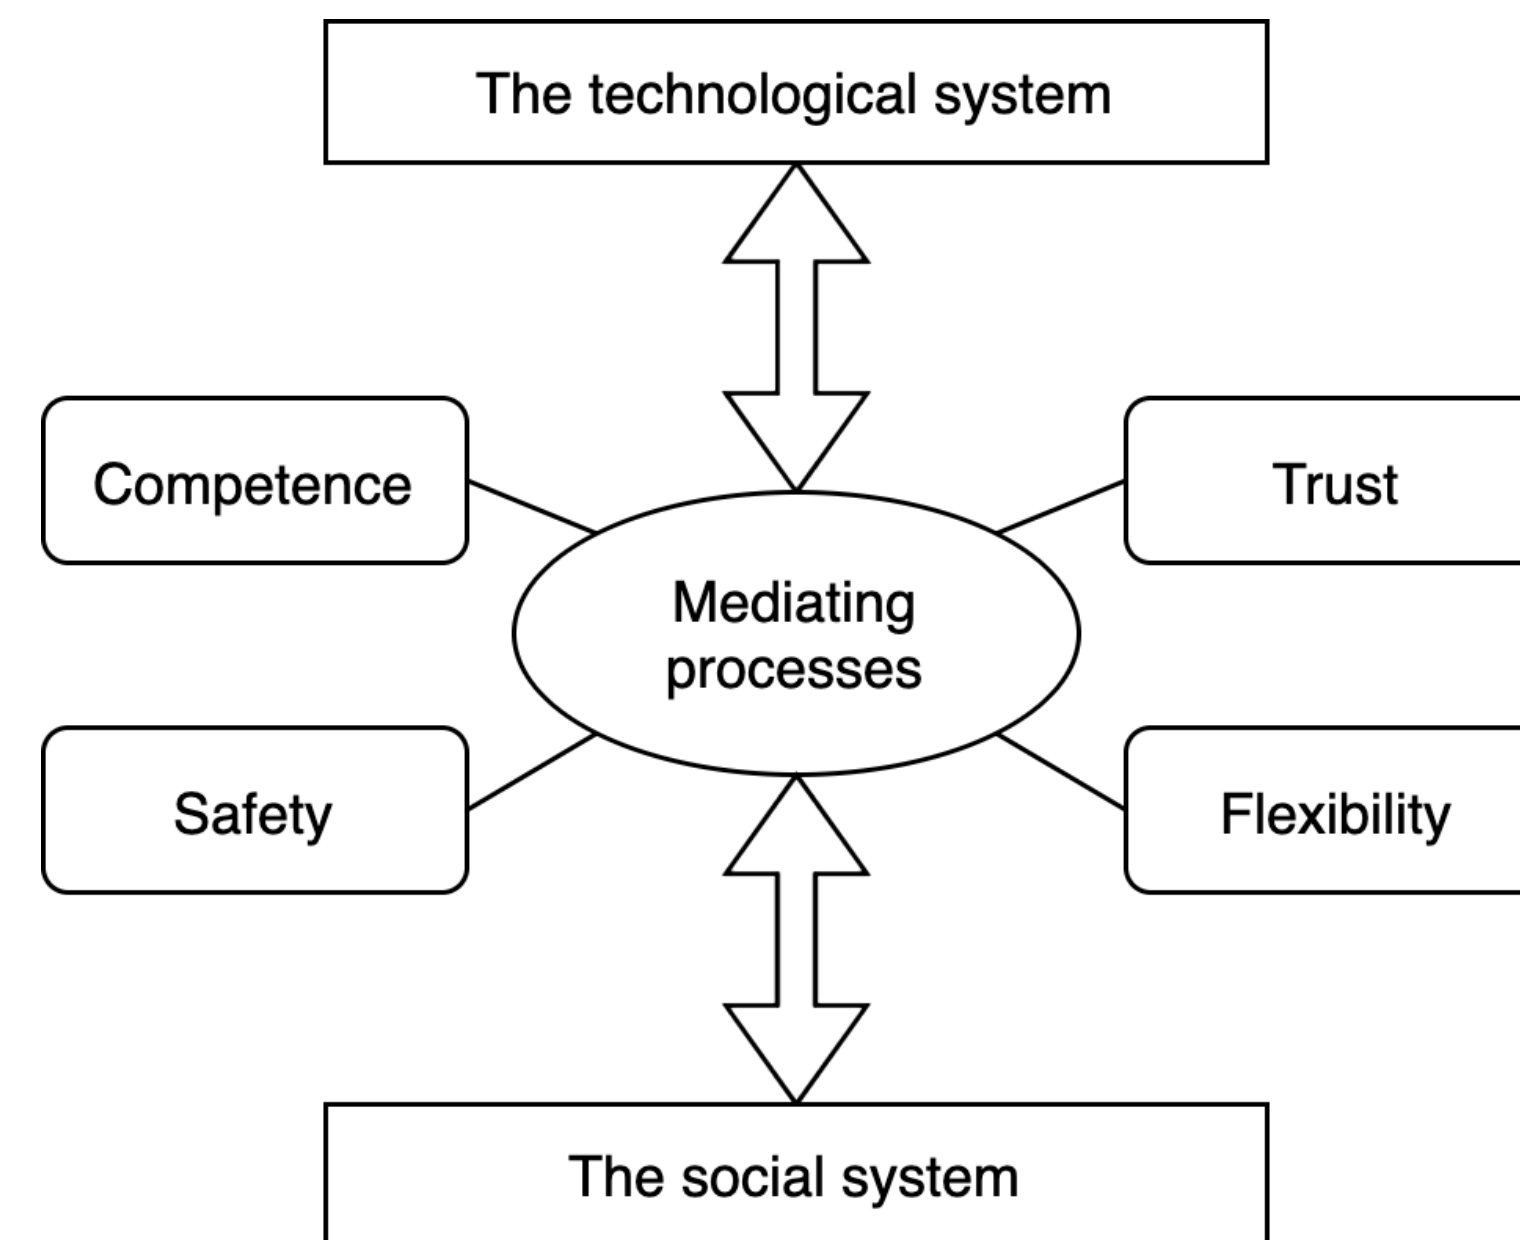 The technological system
Competence
Trust
Mediating
processes
Safety
Flexibility
The social system